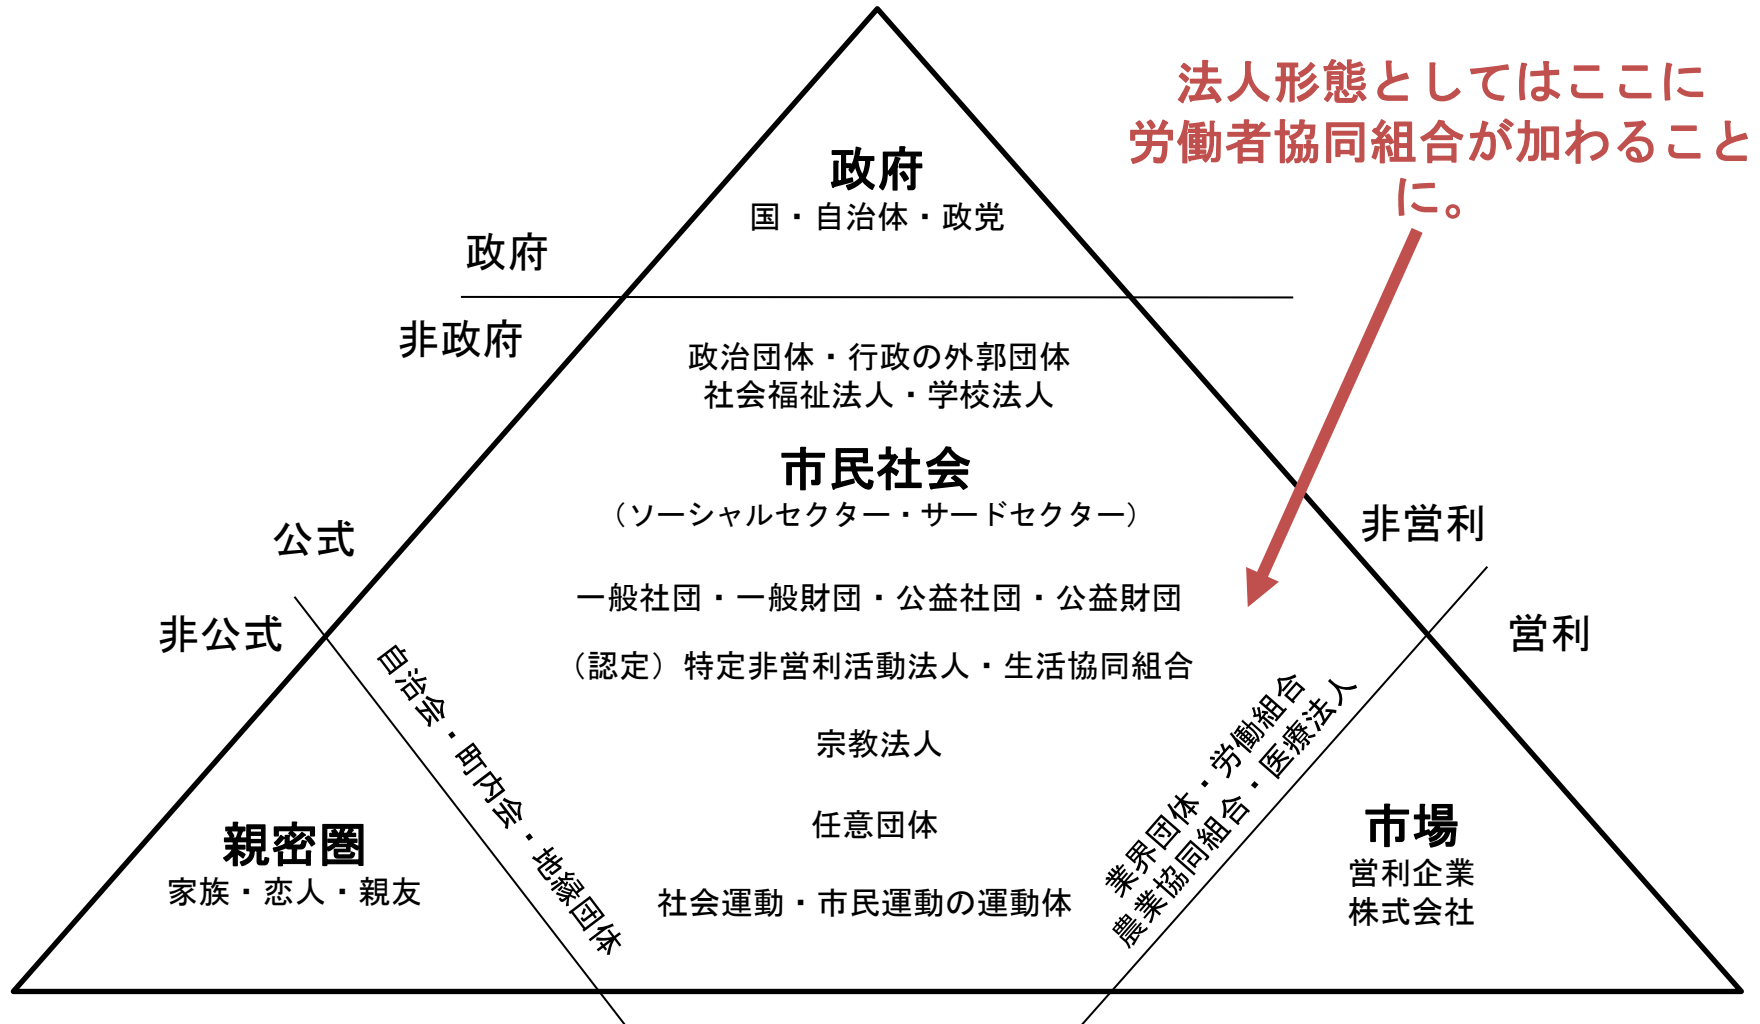 法人形態としてはここに
労働者協同組合が加わること
に。
政府
国・自治体・政党
政府
非政府
政治団体・行政の外郭団体
社会福祉法人・学校法人
市民社会
（ソーシャルセクター・サードセクター）
公式
非公式
非営利
営利
一般社団・一般財団・公益社団・公益財団
（認定）特定非営利活動法人・生活協同組合
宗教法人
任意団体
社会運動・市民運動の運動体
自治会・町内会・地縁団体
業界団体・労働組合
農業協同組合・医療法人
親密圏
家族・恋人・親友
市場
営利企業
株式会社